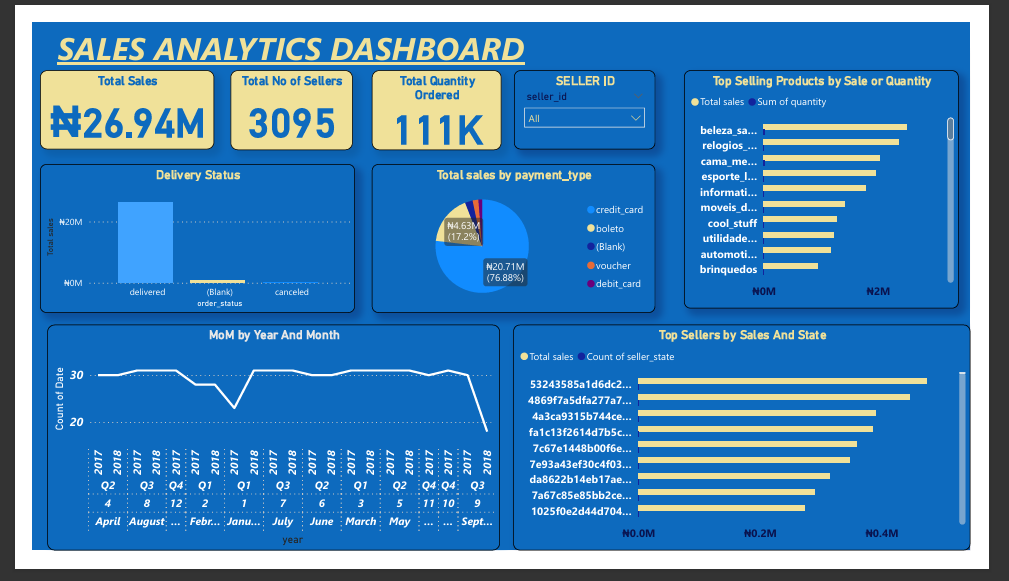 SALES ANALYTICS DASHBOARD
Total Sales
₦26.94M
Total No of Sellers
3095
Total Quantity
Ordered
111K
SELLER ID
seller_id
All
Top Selling Products by Sale or Quantity
Total sales Sum of quantity
beleza_sa...
relogios_...
cama_me...
esporte_l...
informati...
moveis_d...
cool_stuff
utilidade...
automoti...
brinquedos
₦0M ₦2M
Delivery Status
Total sales
₦20M
₦0M
delivered (Blank) canceled
order_status
Total sales by payment_type
₦4.63M
(17.2%)
₦20.71M
(76.88%)
credit_card
boleto
(Blank)
voucher
debit_card
MoM by Year And Month
Count of Date
30
20
2017 2018 2017 2018 2017 2017 2018 2017 2018 2017 2018 2017 2018 2017 2018 2017 2018 2017 2017 2017 2018
Q2 Q3 Q4 Q1 Q1 Q3 Q2 Q1 Q2 Q4 Q4 Q3
4 8 12 2 1 7 6 3 5 11 10 9
April August ... Febr... Janu... July June March May ... ... Sept...
year
Top Sellers by Sales And State
Total sales Count of seller_state
53243585a1d6dc2...
4869f7a5dfa277a7...
4a3ca9315b744ce...
fa1c13f2614d7b5c...
7c67e1448b00f6e...
7e93a43ef30c4f03...
da8622b14eb17ae...
7a67c85e85bb2ce...
1025f0e2d44d704...
₦0.0M ₦0.2M ₦0.4M